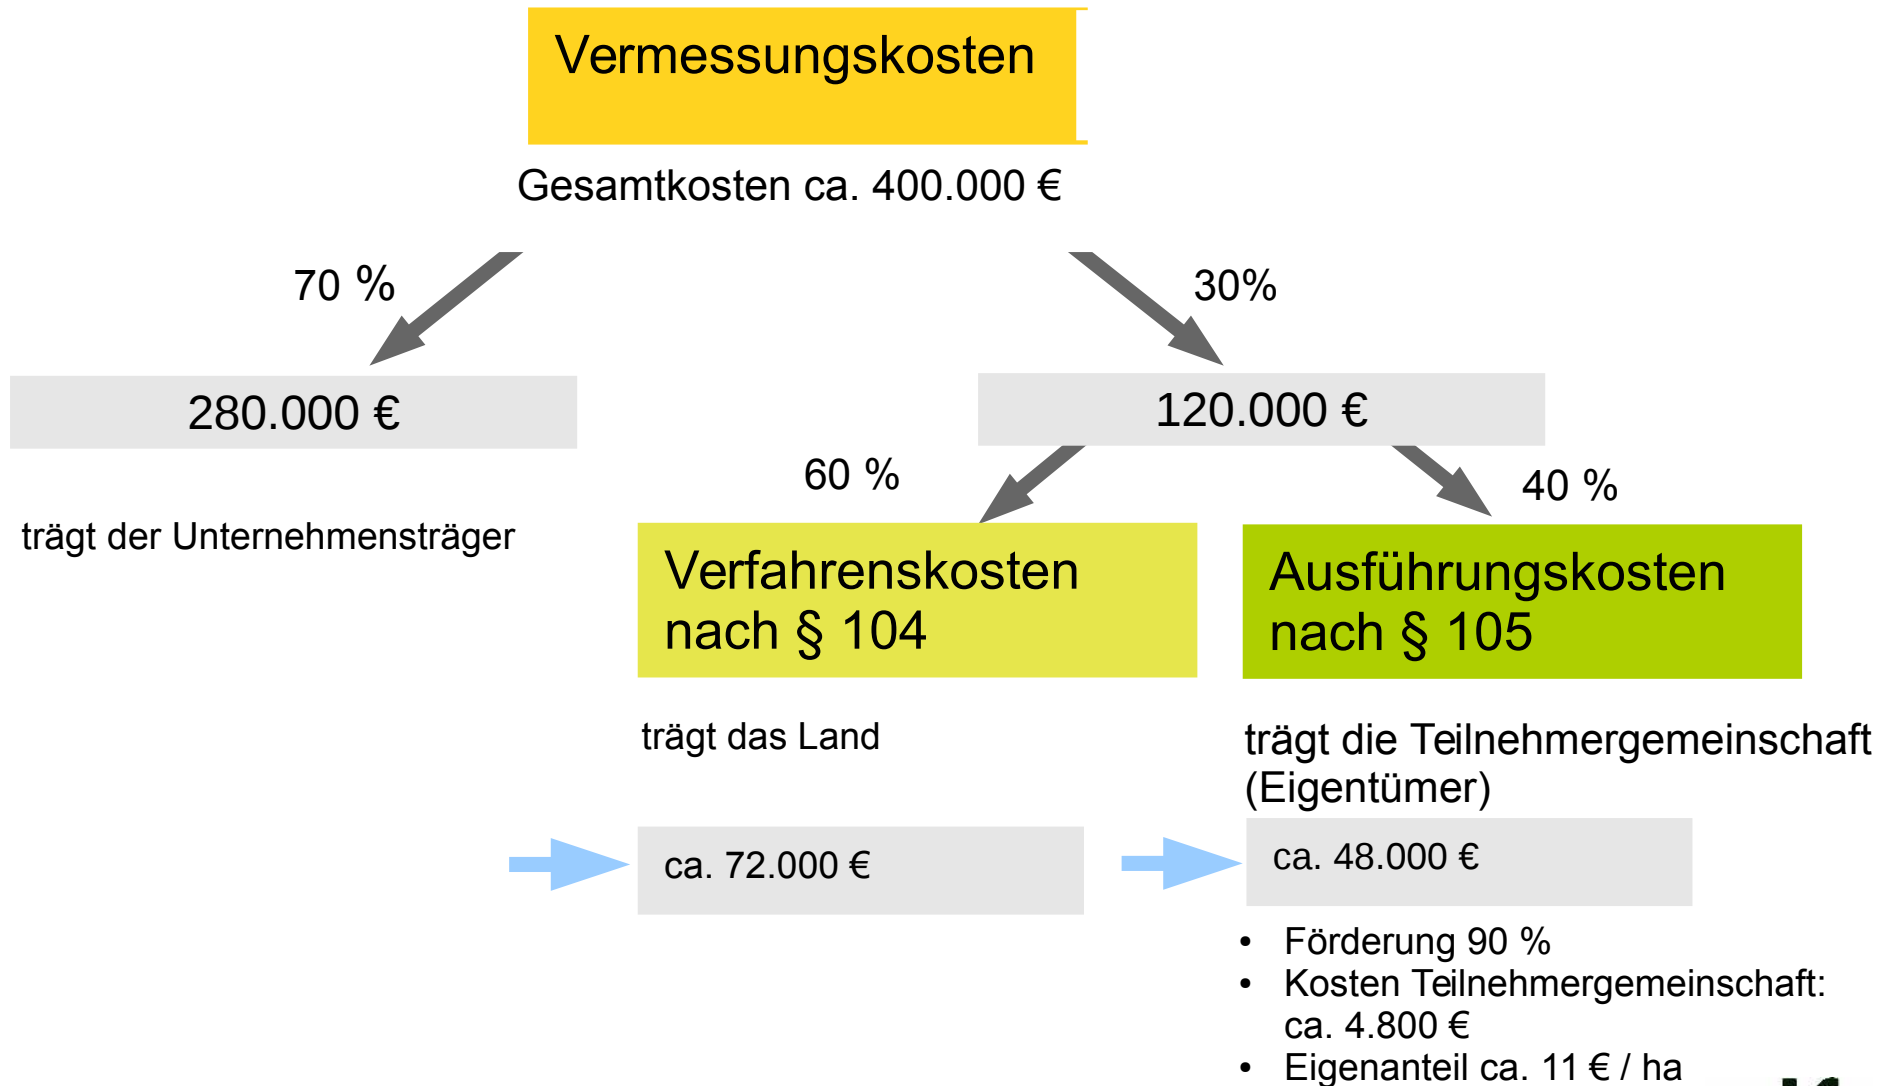 Vermessungskosten
Gesamtkosten ca. 400.000 €
70 %
30%
280.000 €
120.000 €
60 %
40 %
trägt der Unternehmensträger
Verfahrenskosten
nach § 104
Ausführungskosten
nach § 105
trägt das Land
trägt die Teilnehmergemeinschaft
(Eigentümer)
ca. 72.000 €
ca. 48.000 €
• Förderung 90 %
• Kosten Teilnehmergemeinschaft:
ca. 4.800 €
• Eigenanteil ca. 11 € / ha